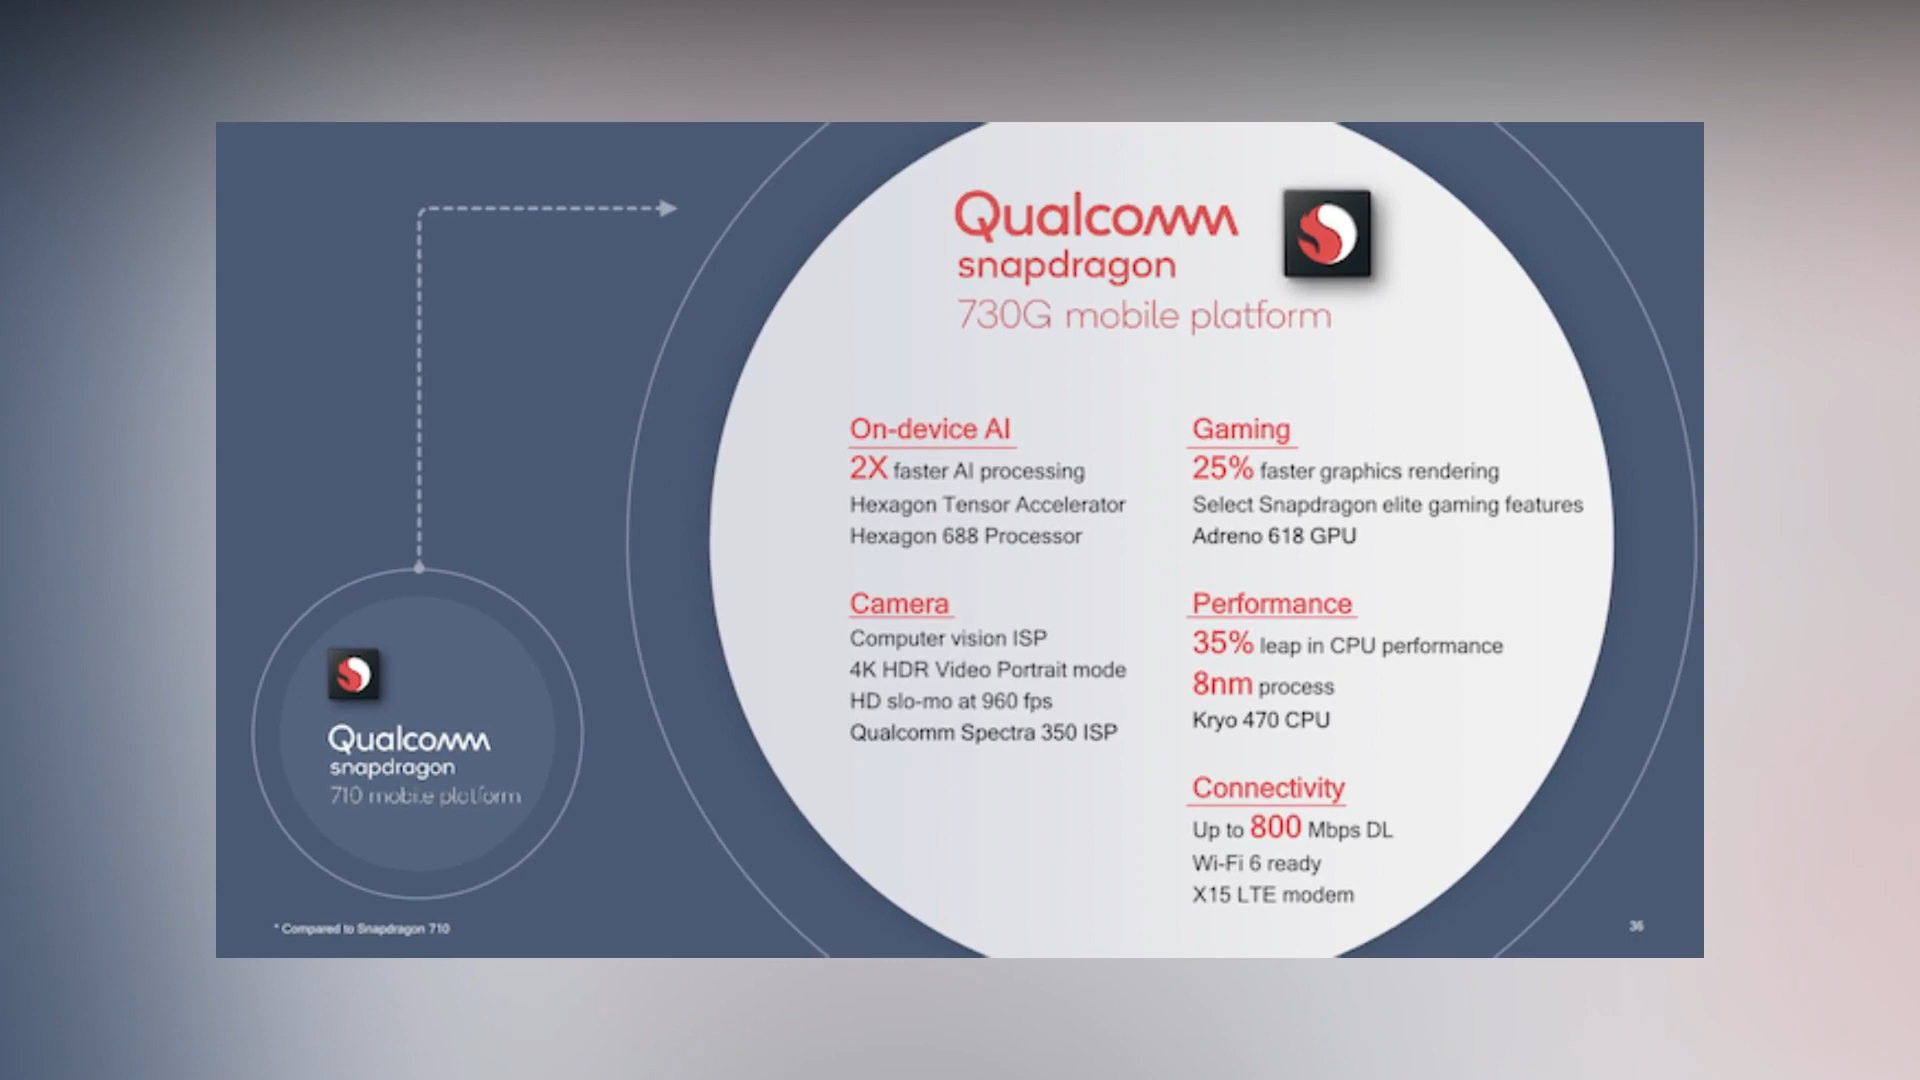 Qualcomm
snapdragon
730G mobile platform
On-device AI
2X faster AI processing
Hexagon Tensor Accelerator
Hexagon 688 Processor
Camera
Computer vision ISP
4K HDR Video Portrait mode
HD slo-mo at 960 fps
Qualcomm Spectra 350 ISP
Gaming
25% faster graphics rendering
Select Snapdragon elite gaming features
Adreno 618 GPU
Performance
35% leap in CPU performance
8nm process
Kryo 470 CPU
Connectivity
Up to 800 Mbps DL
Wi-Fi 6 ready
X15 LTE modem
Qualcomm
snapdragon
710 mobile platform
* Compared to Snapdragon 710
36